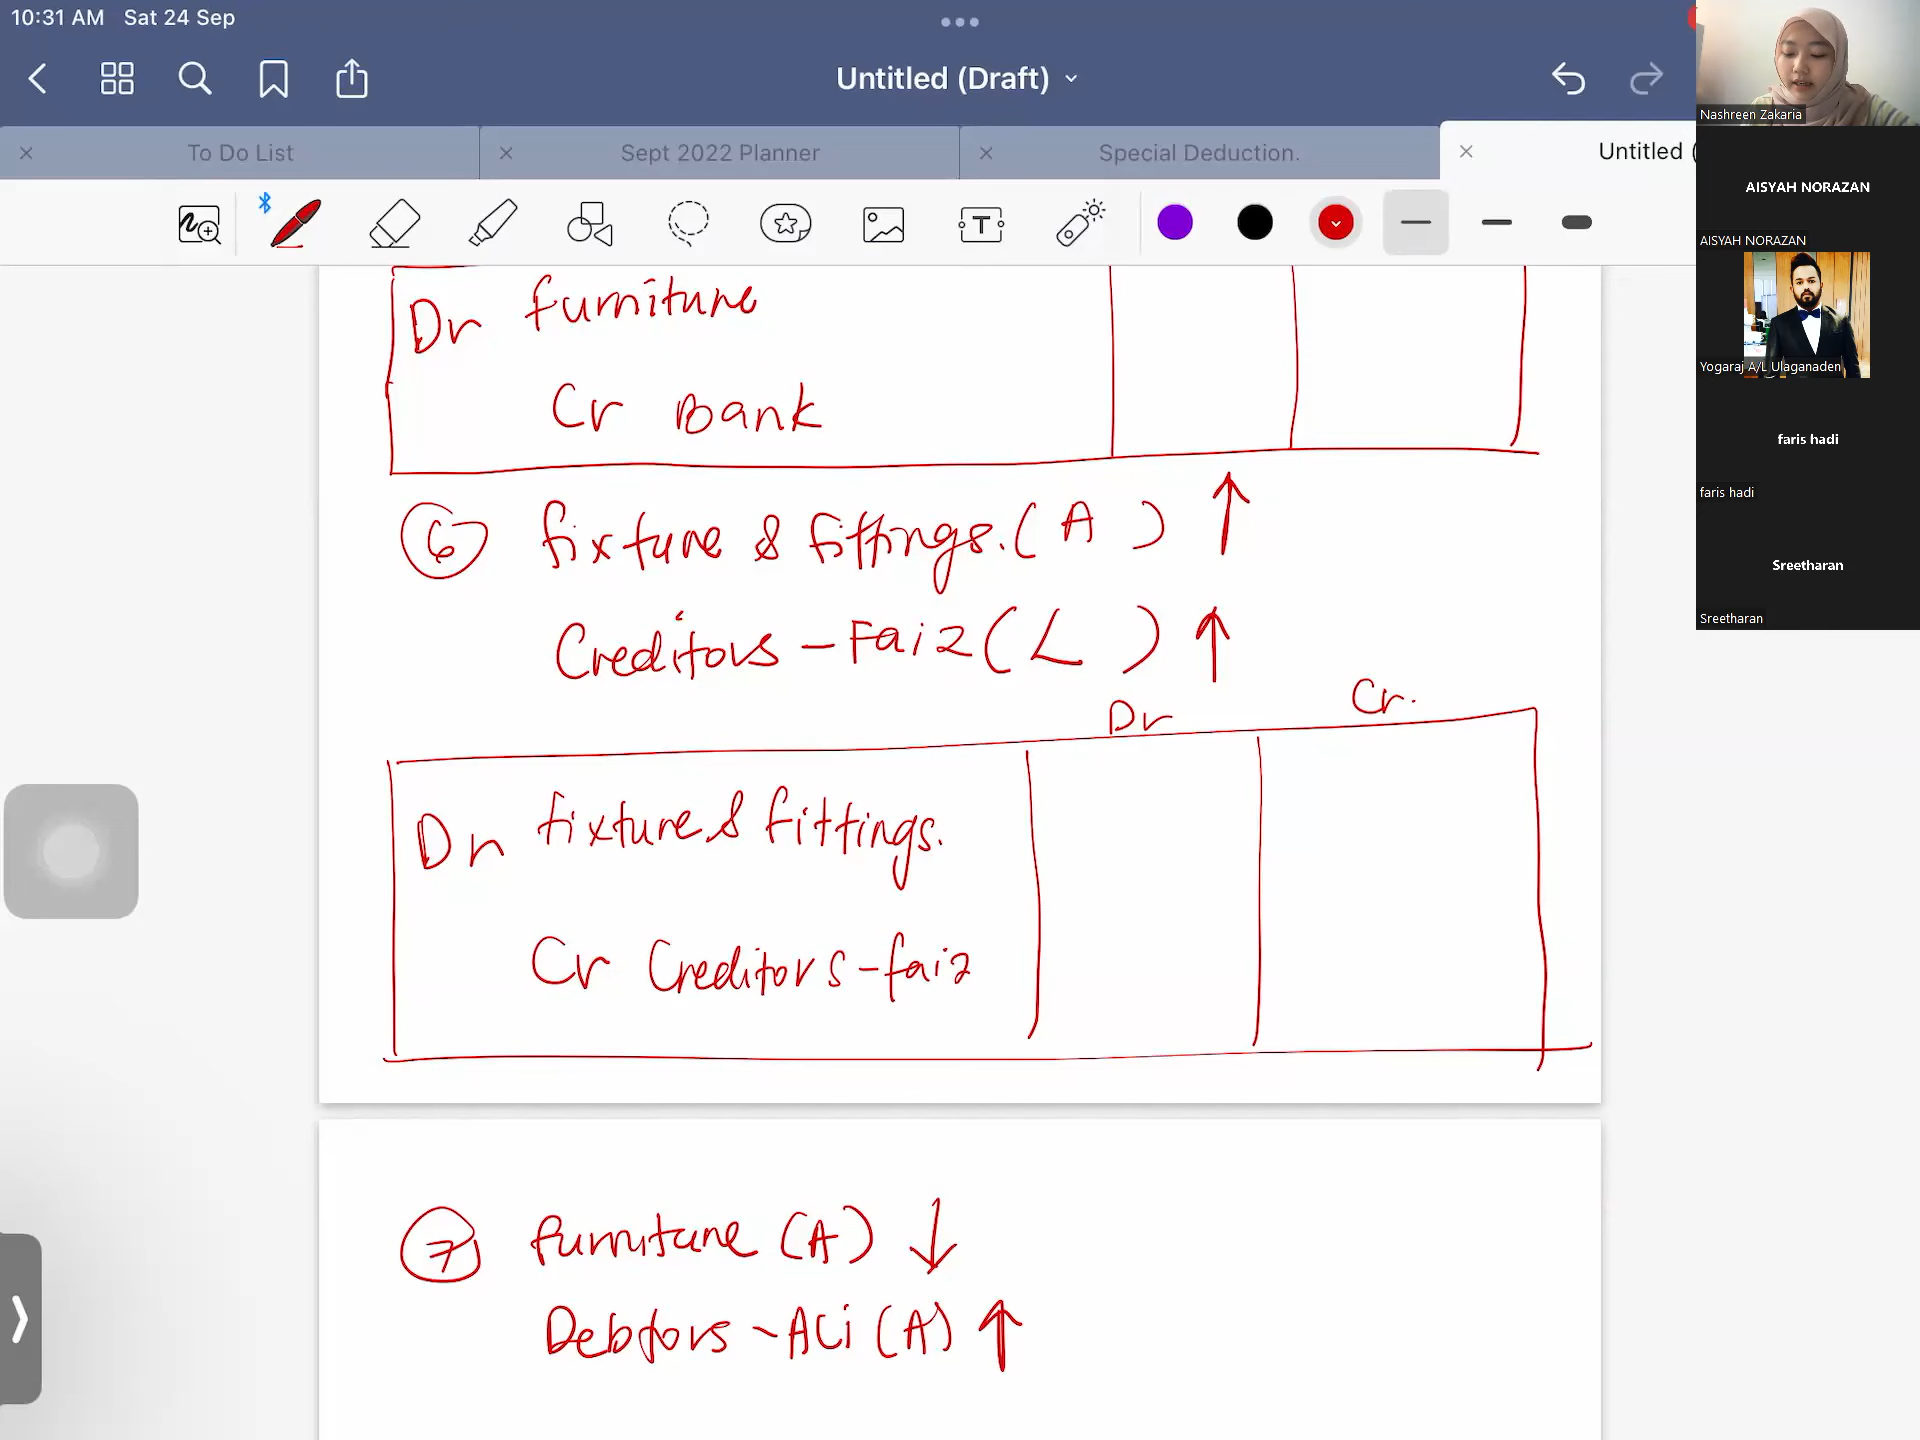 10:31 AM Sat 24 Sep
Untitled (Draft)
To Do List
Sept 2022 Planner
Special Deduction.
Untitled (
T
Nashreen Zakaria
AISYAH NORAZAN
AISYAH NORAZAN
Yogaraj A/L Ulaganaden
faris hadi
faris hadi
Sreetharan
Sreetharan
Dr furniture
Cr Bank
6 fixture & fittings. (A) ↑
Creditors - Faiz (L) ↑
Dr Cr.
Dr fixture & fittings.
Cr Creditors - faiz
7 furniture (A) ↓
Debtors - Ali (A) ↑